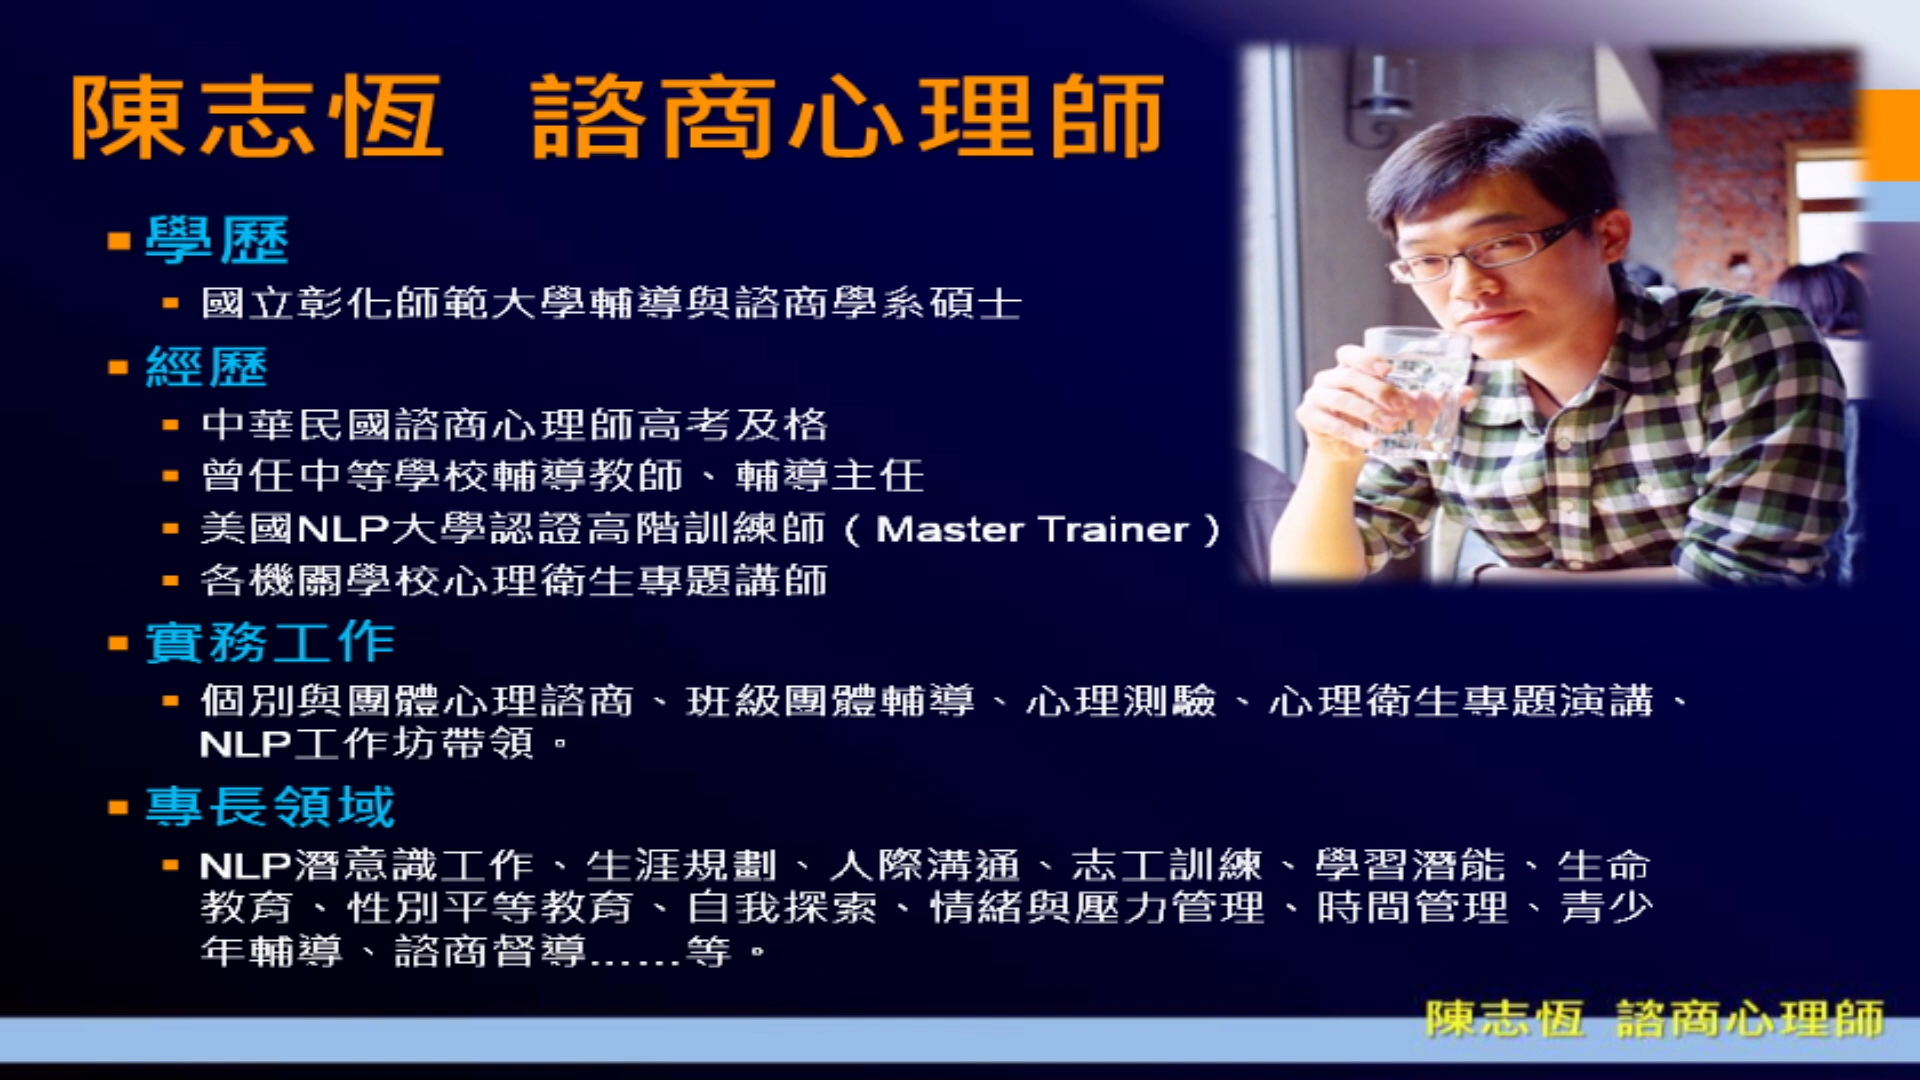 陳志恆 諮商心理師
學歷
國立彰化師範大學輔導與諮商學系碩士
經歷
中華民國諮商心理師高考及格
曾任中等學校輔導教師、輔導主任
美國NLP大學認證高階訓練師（Master Trainer）
各機關學校心理衛生專題講師
實務工作
個別與團體心理諮商、班級團體輔導、心理測驗、心理衛生專題演講、
NLP工作坊帶領。
專長領域
NLP潛意識工作、生涯規劃、人際溝通、志工訓練、學習潛能、生命
教育、性別平等教育、自我探索、情緒與壓力管理、時間管理、青少
年輔導、諮商督導……等。
陳志恆 諮商心理師